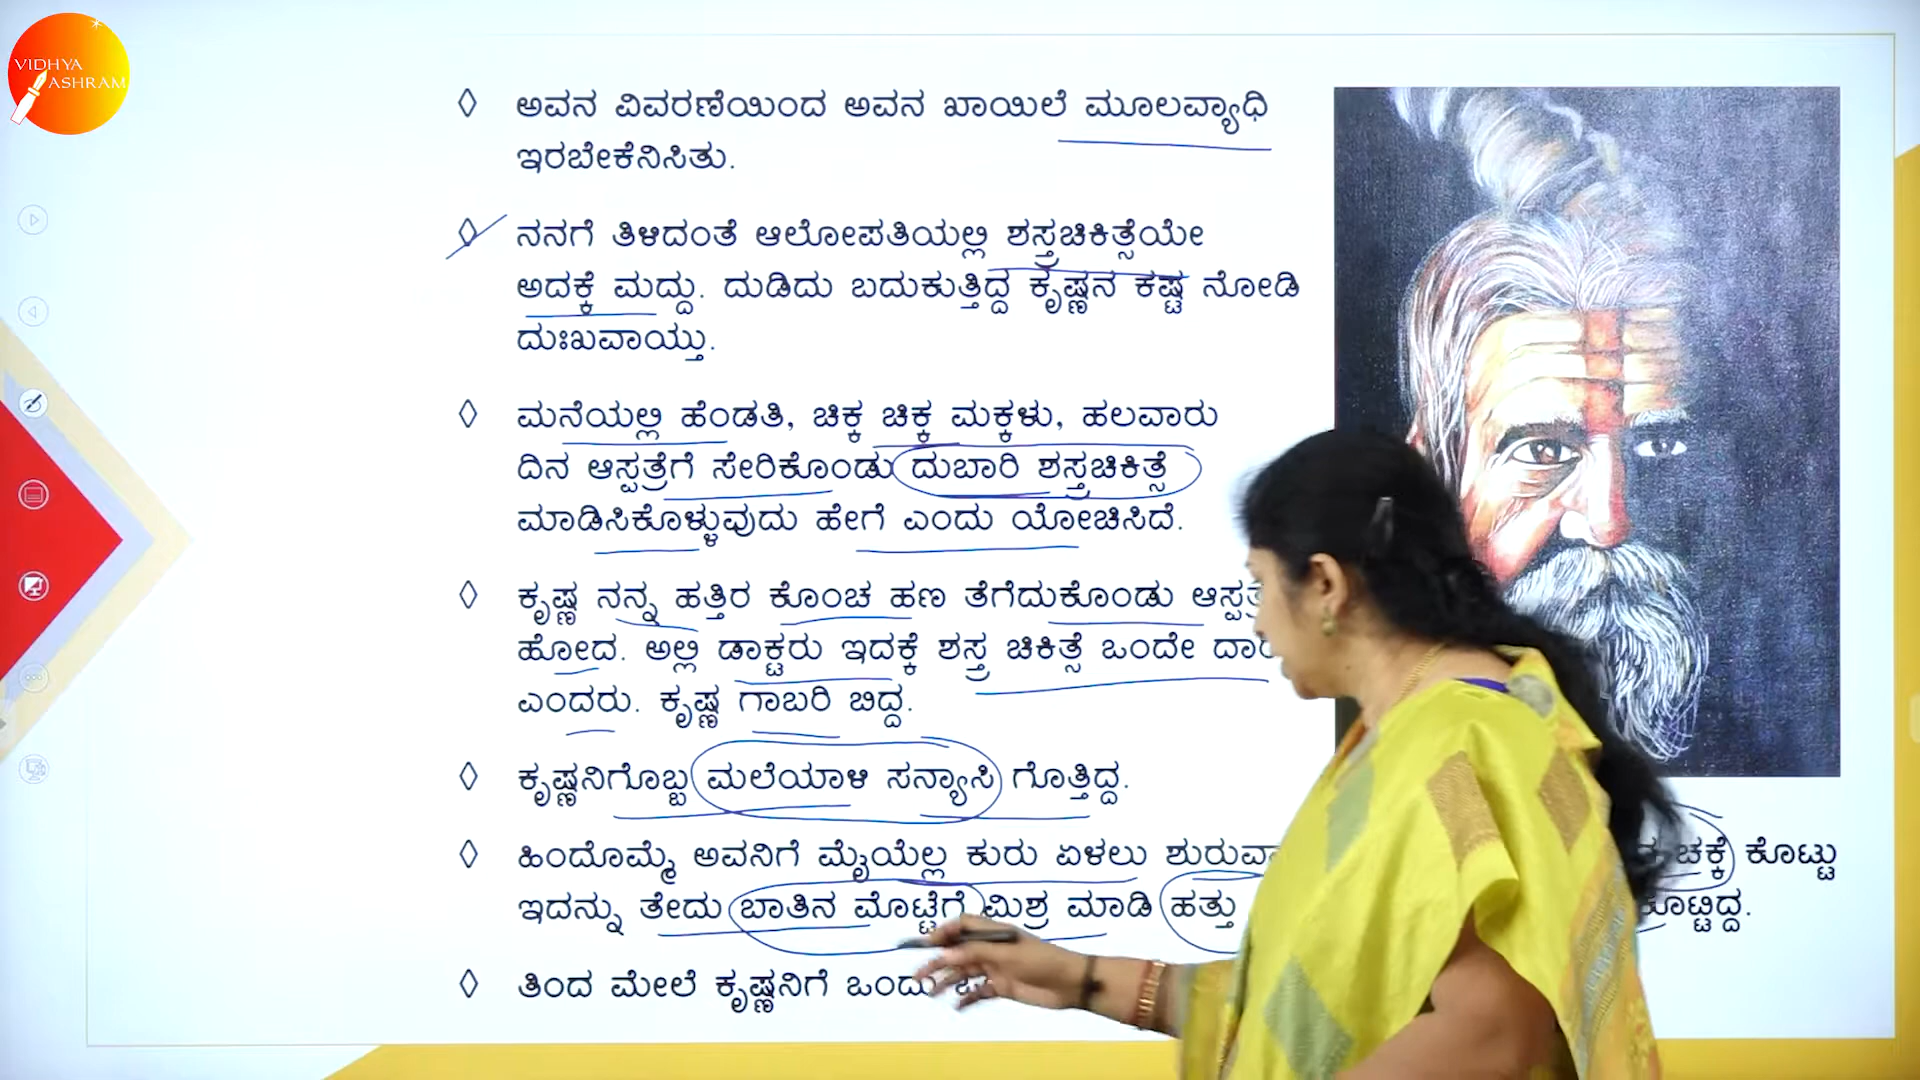 VIDHYA
ASHRAM
ಅವನ ವಿವರಣೆಯಿಂದ ಅವನ ಖಾಯಿಲೆ ಮೂಲವ್ಯಾಧಿ
ಇರಬೇಕೆನಿಸಿತು.
ನನಗೆ ತಿಳಿದಂತೆ ಆಲೋಪತಿಯಲ್ಲಿ ಶಸ್ತ್ರಚಿಕಿತ್ಸೆಯೇ
ಅದಕ್ಕೆ ಮದ್ದು. ದುಡಿದು ಬದುಕುತ್ತಿದ್ದ ಕೃಷ್ಣನ ಕಷ್ಟ ನೋಡಿ
ದುಃಖವಾಯ್ತು.
ಮನೆಯಲ್ಲಿ ಹೆಂಡತಿ, ಚಿಕ್ಕ ಚಿಕ್ಕ ಮಕ್ಕಳು, ಹಲವಾರು
ದಿನ ಆಸ್ಪತ್ರೆಗೆ ಸೇರಿಕೊಂಡು ದುಬಾರಿ ಶಸ್ತ್ರಚಿಕಿತ್ಸೆ
ಮಾಡಿಸಿಕೊಳ್ಳುವುದು ಹೇಗೆ ಎಂದು ಯೋಚಿಸಿದೆ.
ಕೃಷ್ಣ ನನ್ನ ಹತ್ತಿರ ಕೊಂಚ ಹಣ ತೆಗೆದುಕೊಂಡು
ಹೋದ. ಅಲ್ಲಿ ಡಾಕ್ಟರು ಇದಕ್ಕೆ ಶಸ್ತ್ರ ಚಿಕಿತ್ಸೆ ಒಂದೇ
ಎಂದರು. ಕೃಷ್ಣ ಗಾಬರಿ ಬಿದ್ದ.
ಕೃಷ್ಣನಿಗೊಬ್ಬ ಮಲೆಯಾಳಿ ಸನ್ಯಾಸಿ ಗೊತ್ತಿದ್ದ.
ಹಿಂದೊಮ್ಮೆ ಅವನಿಗೆ ಮೈಯೆಲ್ಲ ಕುರು ಏಳಲು ಚಕ್ಕೆ ಕೊಟ್ಟು
ಇದನ್ನು ತೇದು ಬಾತಿನ ಮೊಟ್ಟೆಗೆ ಮಿಶ್ರ ಮಾಡಿ ಹತ್ತು ಕೊಟ್ಟಿದ್ದ.
ತಿಂದ ಮೇಲೆ ಕೃಷ್ಣನಿಗೆ ಒಂದು